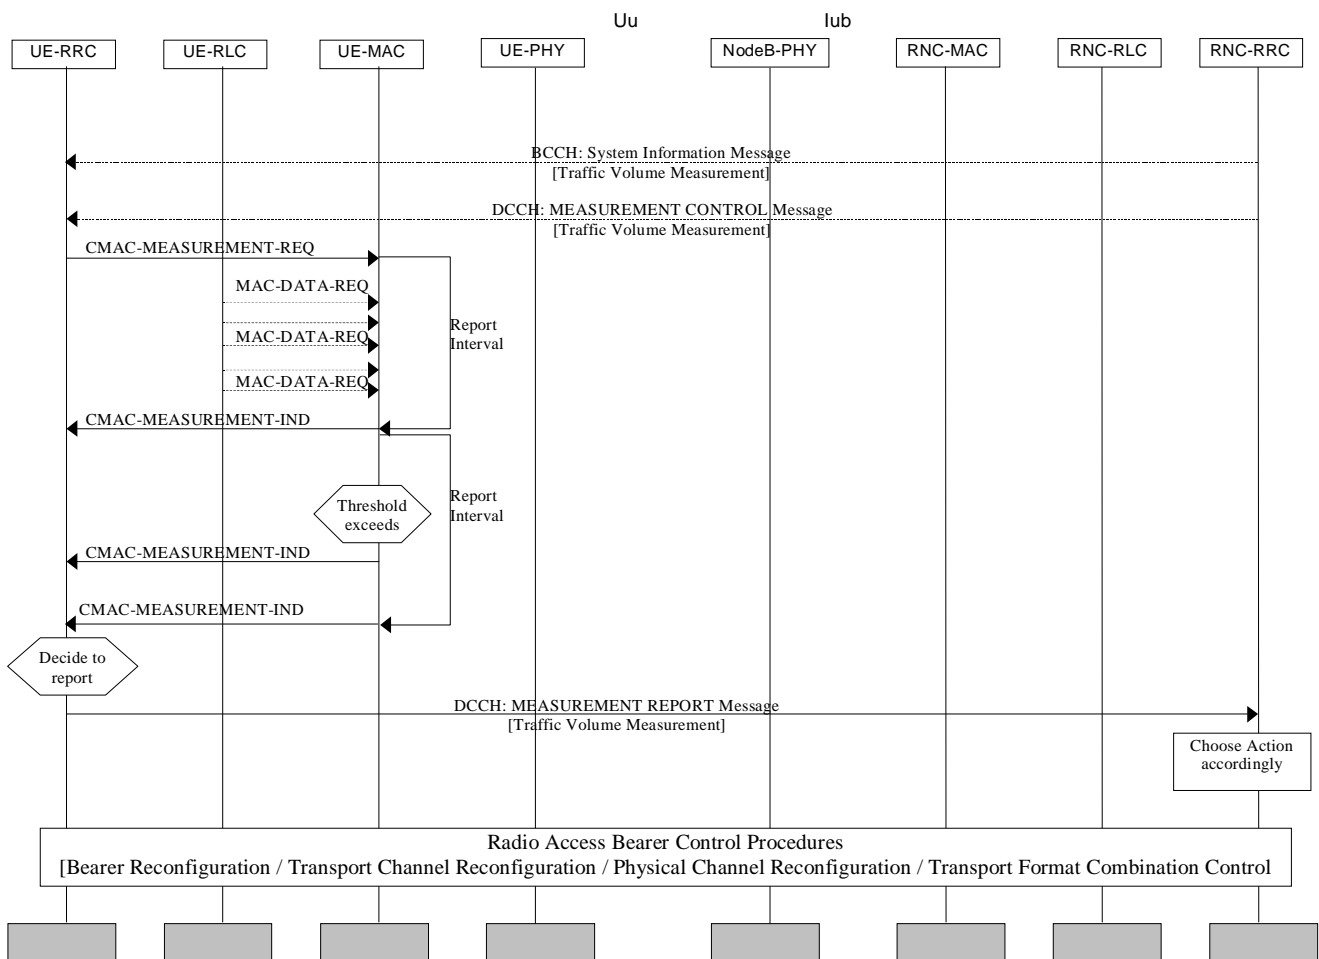 Uu Iub
UE-RRC UE-RLC UE-MAC UE-PHY NodeB-PHY RNC-MAC RNC-RLC RNC-RRC
BCCH: System Information Message
[Traffic Volume Measurement]
DCCH: MEASUREMENT CONTROL Message
[Traffic Volume Measurement]
CMAC-MEASUREMENT-REQ
MAC-DATA-REQ
Report
Interval
MAC-DATA-REQ
MAC-DATA-REQ
CMAC-MEASUREMENT-IND
Threshold
exceeds
Report
Interval
CMAC-MEASUREMENT-IND
CMAC-MEASUREMENT-IND
Decide to
report
DCCH: MEASUREMENT REPORT Message
[Traffic Volume Measurement]
Choose Action
accordingly
Radio Access Bearer Control Procedures
[Bearer Reconfiguration / Transport Channel Reconfiguration / Physical Channel Reconfiguration / Transport Format Combination Control